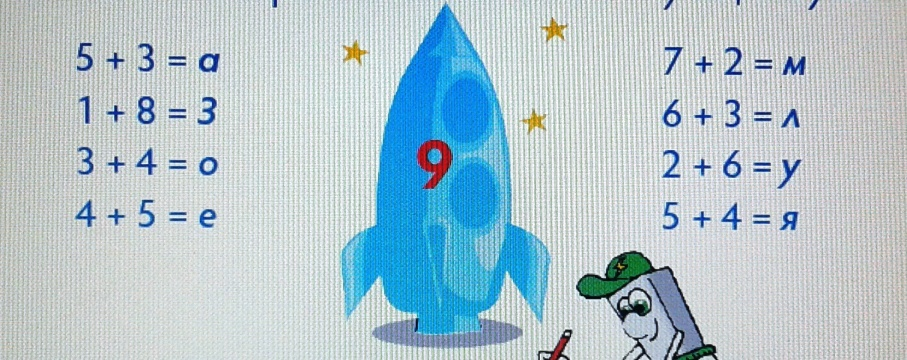 5 + 3 = а
1 + 8 = З
3 + 4 = о
4 + 5 = е
9
7 + 2 = м
6 + 3 = л
2 + 6 = у
5 + 4 = я